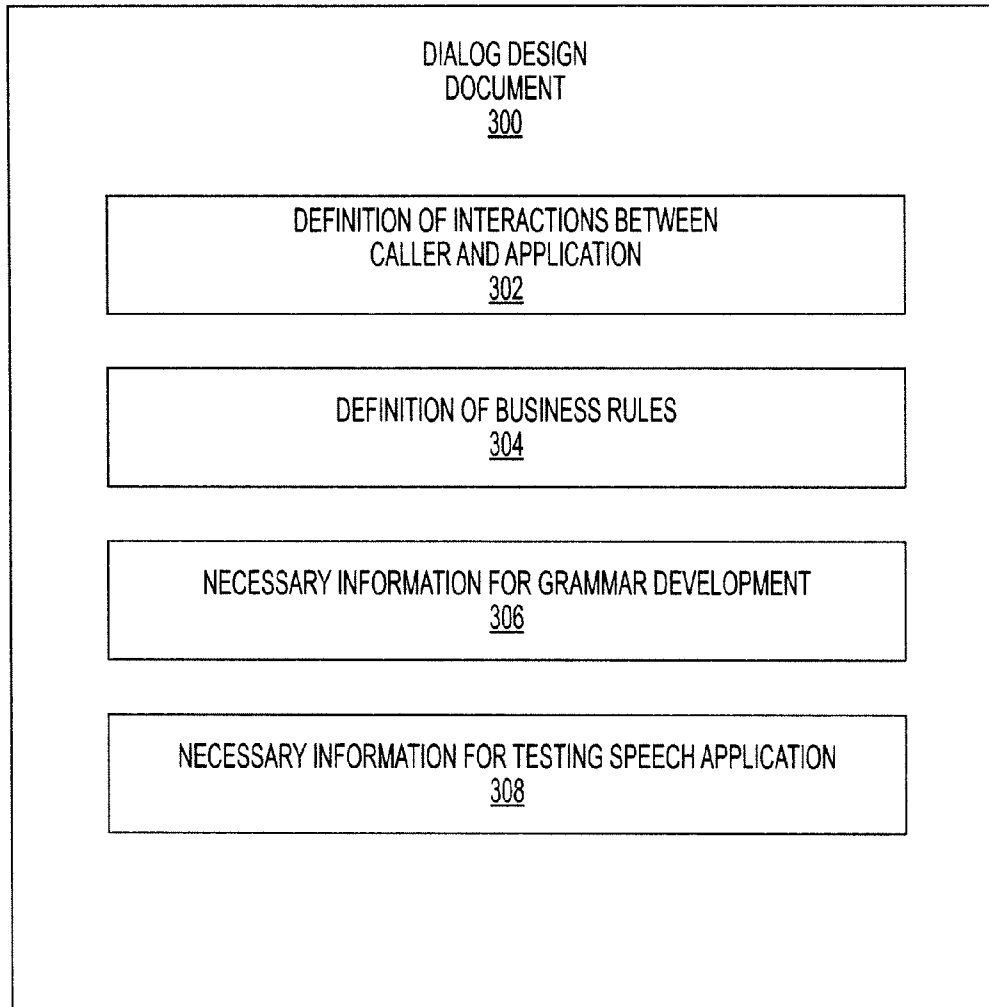 DIALOG DESIGN
DOCUMENT
300
DEFINITION OF INTERACTIONS BETWEEN
CALLER AND APPLICATION
302
DEFINITION OF BUSINESS RULES
304
NECESSARY INFORMATION FOR GRAMMAR DEVELOPMENT
306
NECESSARY INFORMATION FOR TESTING SPEECH APPLICATION
308